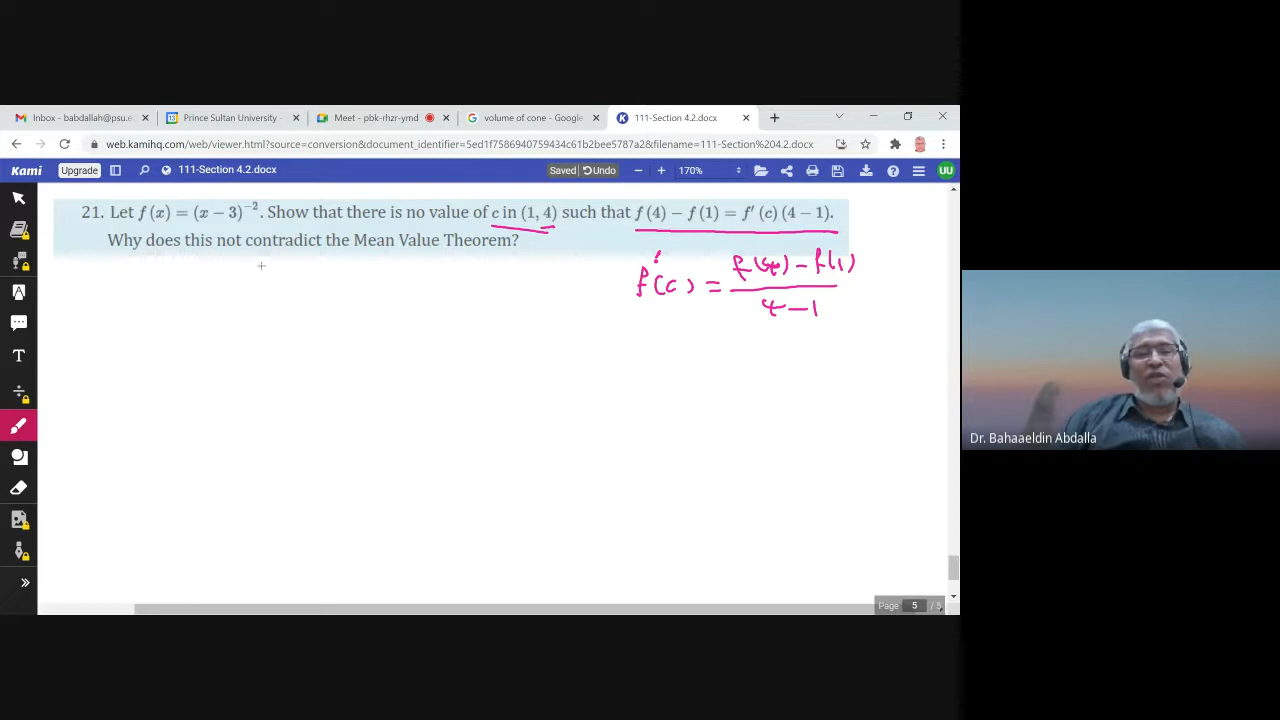 Inbox - babdallah@psu.e
Prince Sultan University -
Meet - pbk-rhzr-ymd
volume of cone - Google
111-Section 4.2.docx
web.kamihq.com/web/viewer.html?source=conversion&document_identifier=5ed1f7586940759434c61b2bee5787a2&filename=111-Section%204.2.docx
Kami Upgrade 111-Section 4.2.docx Saved Undo 170% UU
21. Let f(x) = (x − 3)⁻². Show that there is no value of c in (1, 4) such that f(4) − f(1) = f′(c)(4 − 1).
Why does this not contradict the Mean Value Theorem?
f'(c) = f(4) − f(1)
4 − 1
Dr. Bahaaeldin Abdalla
Page 5 / 5